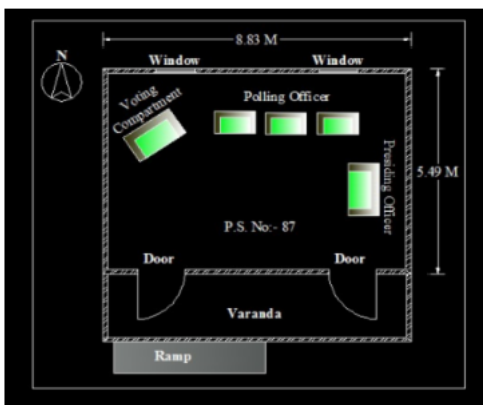 8.83 M
N
Window
Window
Voting
Compartment
Polling Officer
Presiding Officer
5.49 M
P.S. No:- 87
Door
Door
Varanda
Ramp